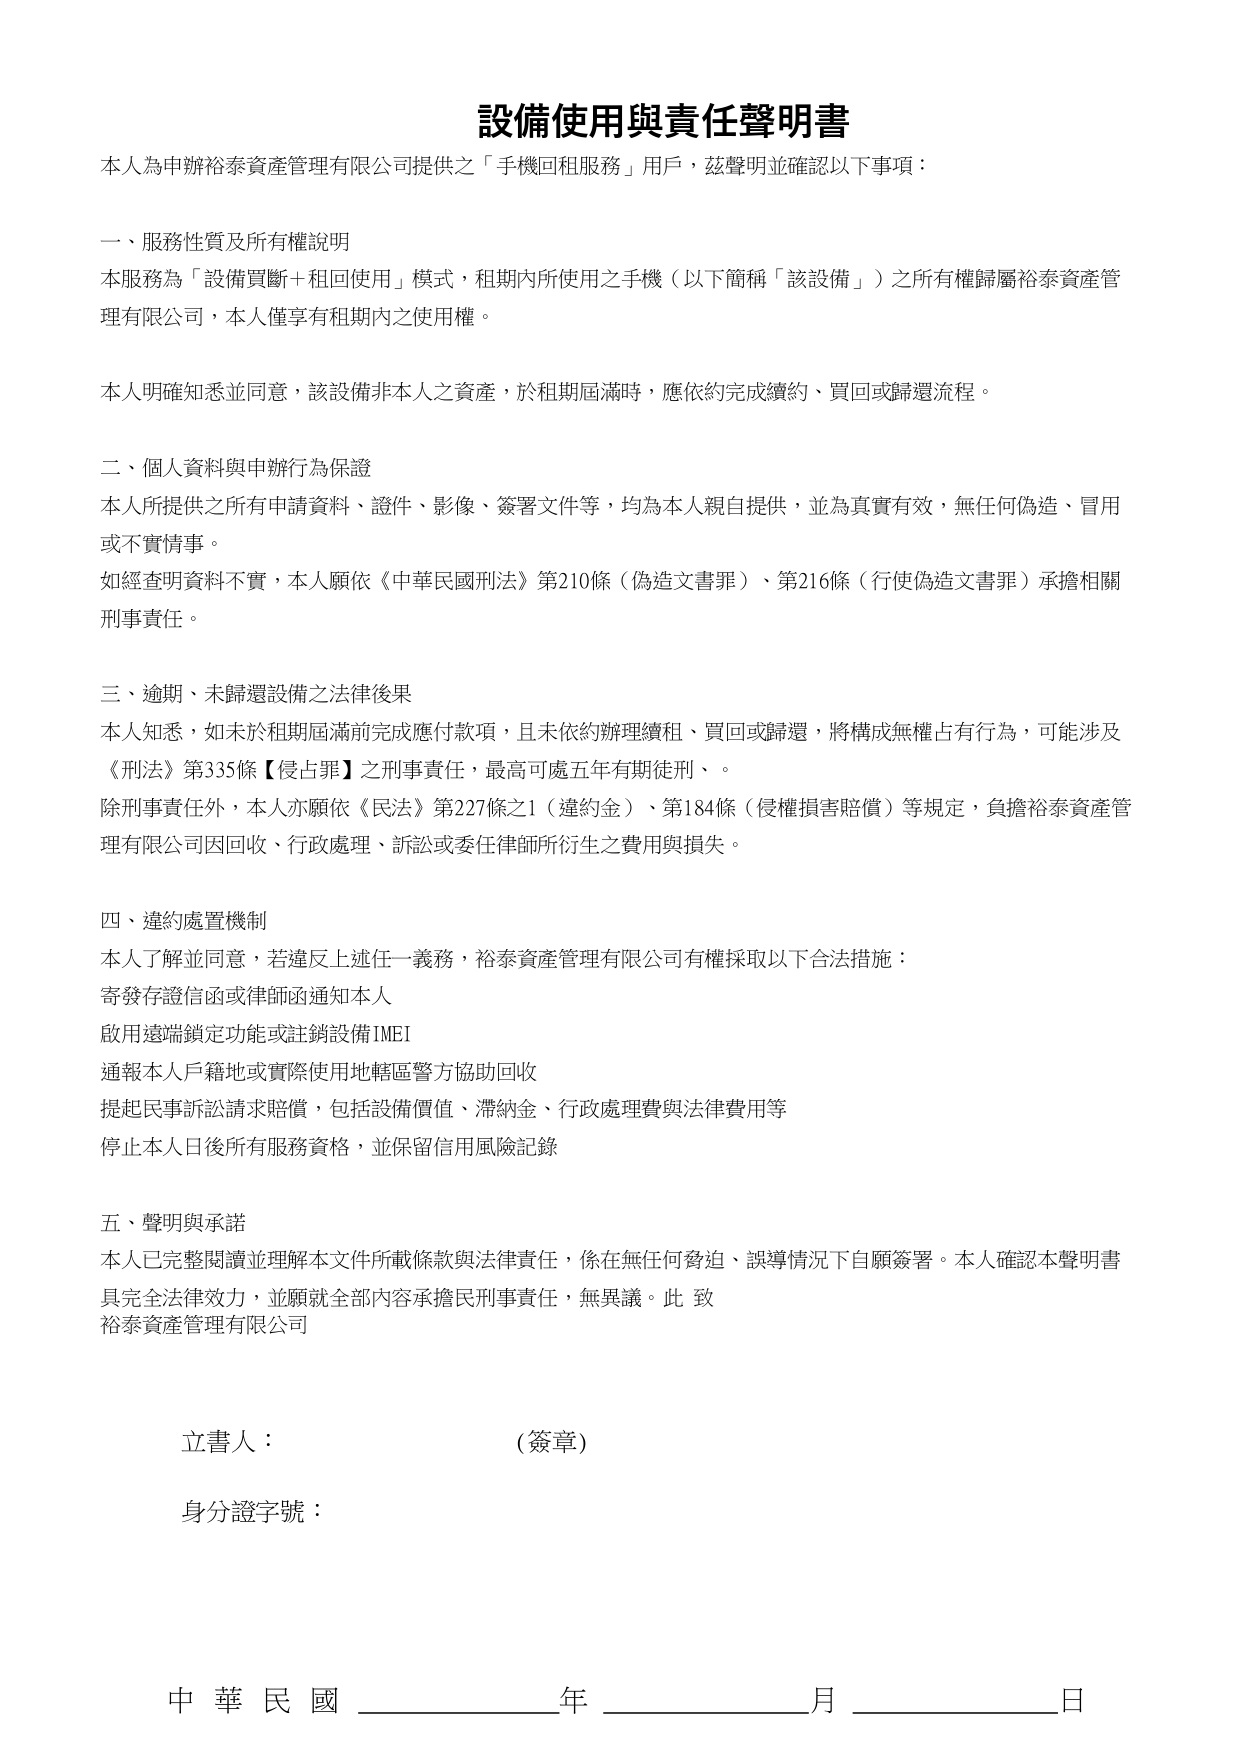 設備使用與責任聲明書
本人為申辦裕泰資產管理有限公司提供之「手機回租服務」用戶，茲聲明並確認以下事項：
一、服務性質及所有權說明
本服務為「設備買斷＋租回使用」模式，租期內所使用之手機（以下簡稱「該設備」）之所有權歸屬裕泰資產管
理有限公司，本人僅享有租期內之使用權。
本人明確知悉並同意，該設備非本人之資產，於租期屆滿時，應依約完成續約、買回或歸還流程。
二、個人資料與申辦行為保證
本人所提供之所有申請資料、證件、影像、簽署文件等，均為本人親自提供，並為真實有效，無任何偽造、冒用
或不實情事。
如經查明資料不實，本人願依《中華民國刑法》第210條（偽造文書罪）、第216條（行使偽造文書罪）承擔相關
刑事責任。
三、逾期、未歸還設備之法律後果
本人知悉，如未於租期屆滿前完成應付款項，且未依約辦理續租、買回或歸還，將構成無權占有行為，可能涉及
《刑法》第335條【侵占罪】之刑事責任，最高可處五年有期徒刑、。
除刑事責任外，本人亦願依《民法》第227條之1（違約金）、第184條（侵權損害賠償）等規定，負擔裕泰資產管
理有限公司因回收、行政處理、訴訟或委任律師所衍生之費用與損失。
四、違約處置機制
本人了解並同意，若違反上述任一義務，裕泰資產管理有限公司有權採取以下合法措施：
寄發存證信函或律師函通知本人
啟用遠端鎖定功能或註銷設備IMEI
通報本人戶籍地或實際使用地轄區警方協助回收
提起民事訴訟請求賠償，包括設備價值、滯納金、行政處理費與法律費用等
停止本人日後所有服務資格，並保留信用風險記錄
五、聲明與承諾
本人已完整閱讀並理解本文件所載條款與法律責任，係在無任何脅迫、誤導情況下自願簽署。本人確認本聲明書
具完全法律效力，並願就全部內容承擔民刑事責任，無異議。此 致
裕泰資產管理有限公司
立書人： (簽章)
身分證字號：
中 華 民 國 ＿＿＿＿年 ＿＿＿＿月 ＿＿＿＿日